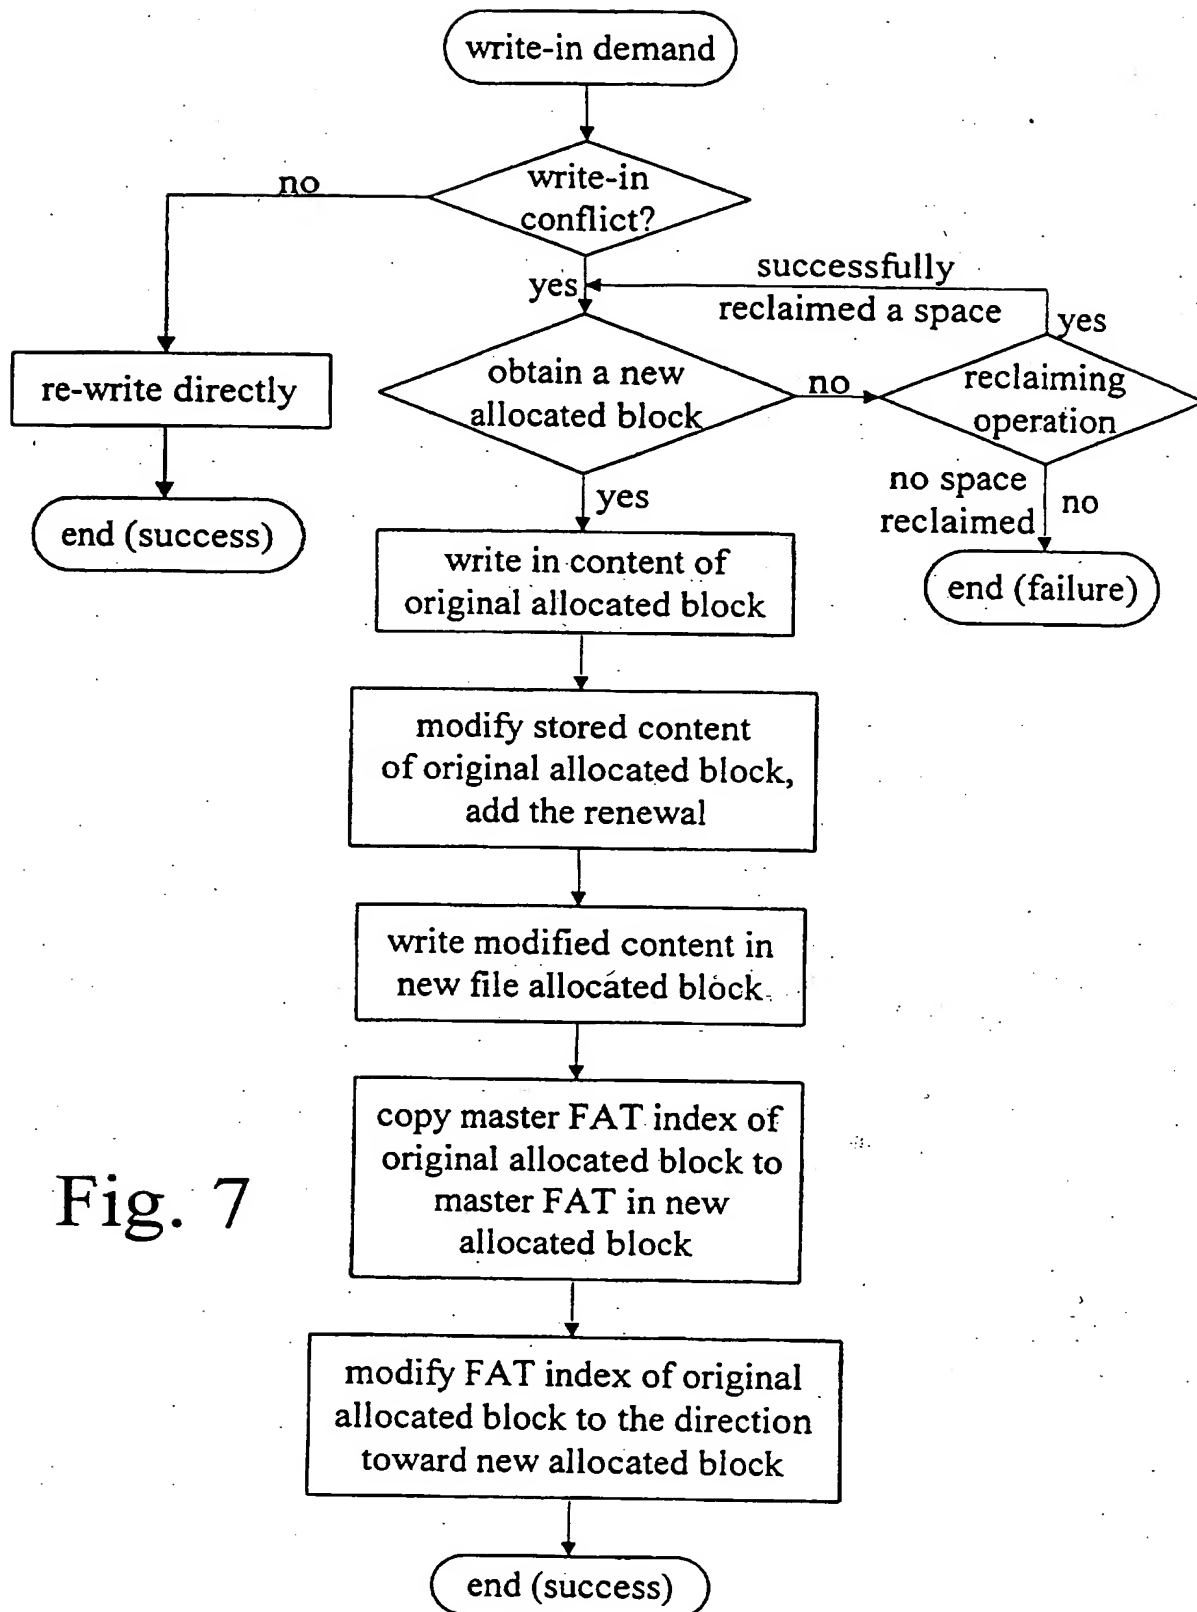 write-in demand
write-in
conflict?
no
yes
successfully
reclaimed a space
yes
re-write directly
obtain a new
allocated block
no
reclaiming
operation
end (success)
yes
no space
reclaimed
no
end (failure)
write in content of
original allocated block
modify stored content
of original allocated block,
add the renewal
write modified content in
new file allocated block
copy master FAT index of
original allocated block to
master FAT in new
allocated block
Fig. 7
modify FAT index of original
allocated block to the direction
toward new allocated block
end (success)